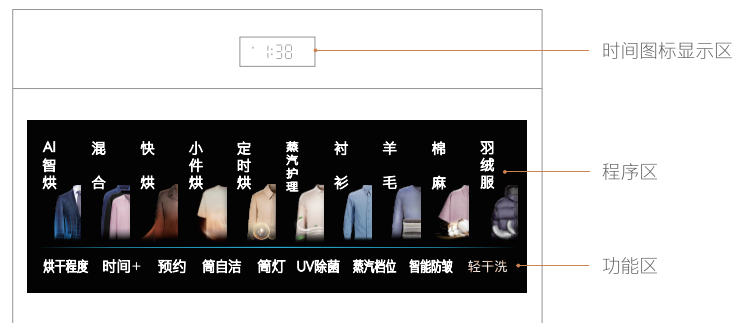 1:38
时间图标显示区
AI智烘
混合
快烘
小件烘
定时烘
蒸汽护理
衬衫
羊毛
棉麻
羽绒服
程序区
烘干程度 时间+ 预约 筒自洁 筒灯 UV除菌 蒸汽档位 智能防皱 轻干洗
功能区